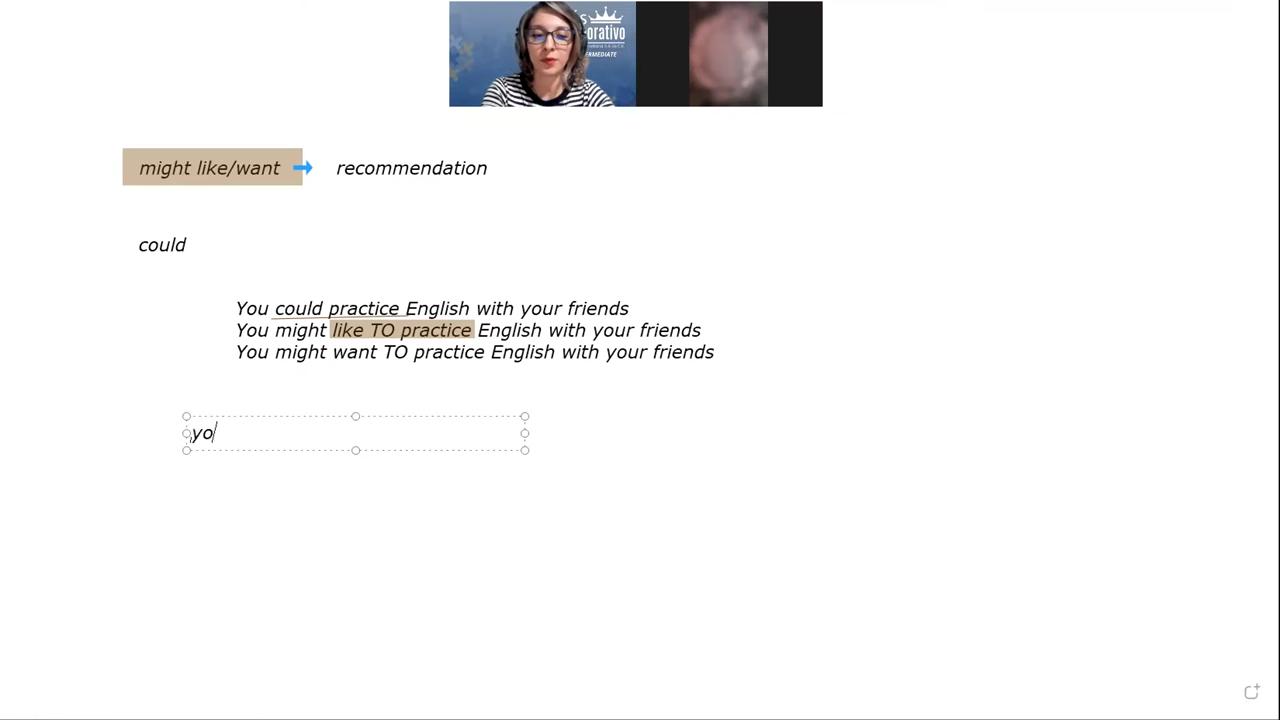 orativo
might like/want
recommendation
could
You could practice English with your friends
You might like TO practice English with your friends
You might want TO practice English with your friends
yo